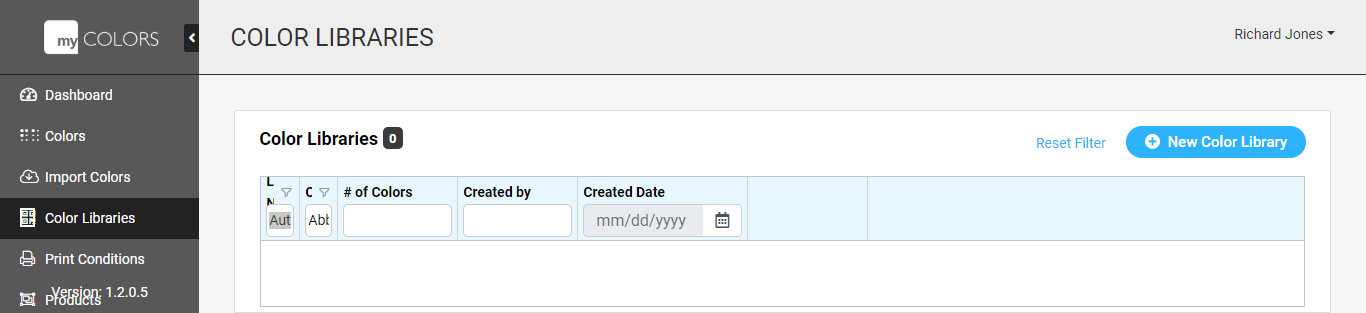 my COLORS
COLOR LIBRARIES
Richard Jones
Dashboard
Colors
Import Colors
Color Libraries
Print Conditions
Products
Version: 1.2.0.5
Color Libraries 0
Reset Filter
New Color Library
# of Colors
Created by
Created Date
Aut
Abb
mm/dd/yyyy